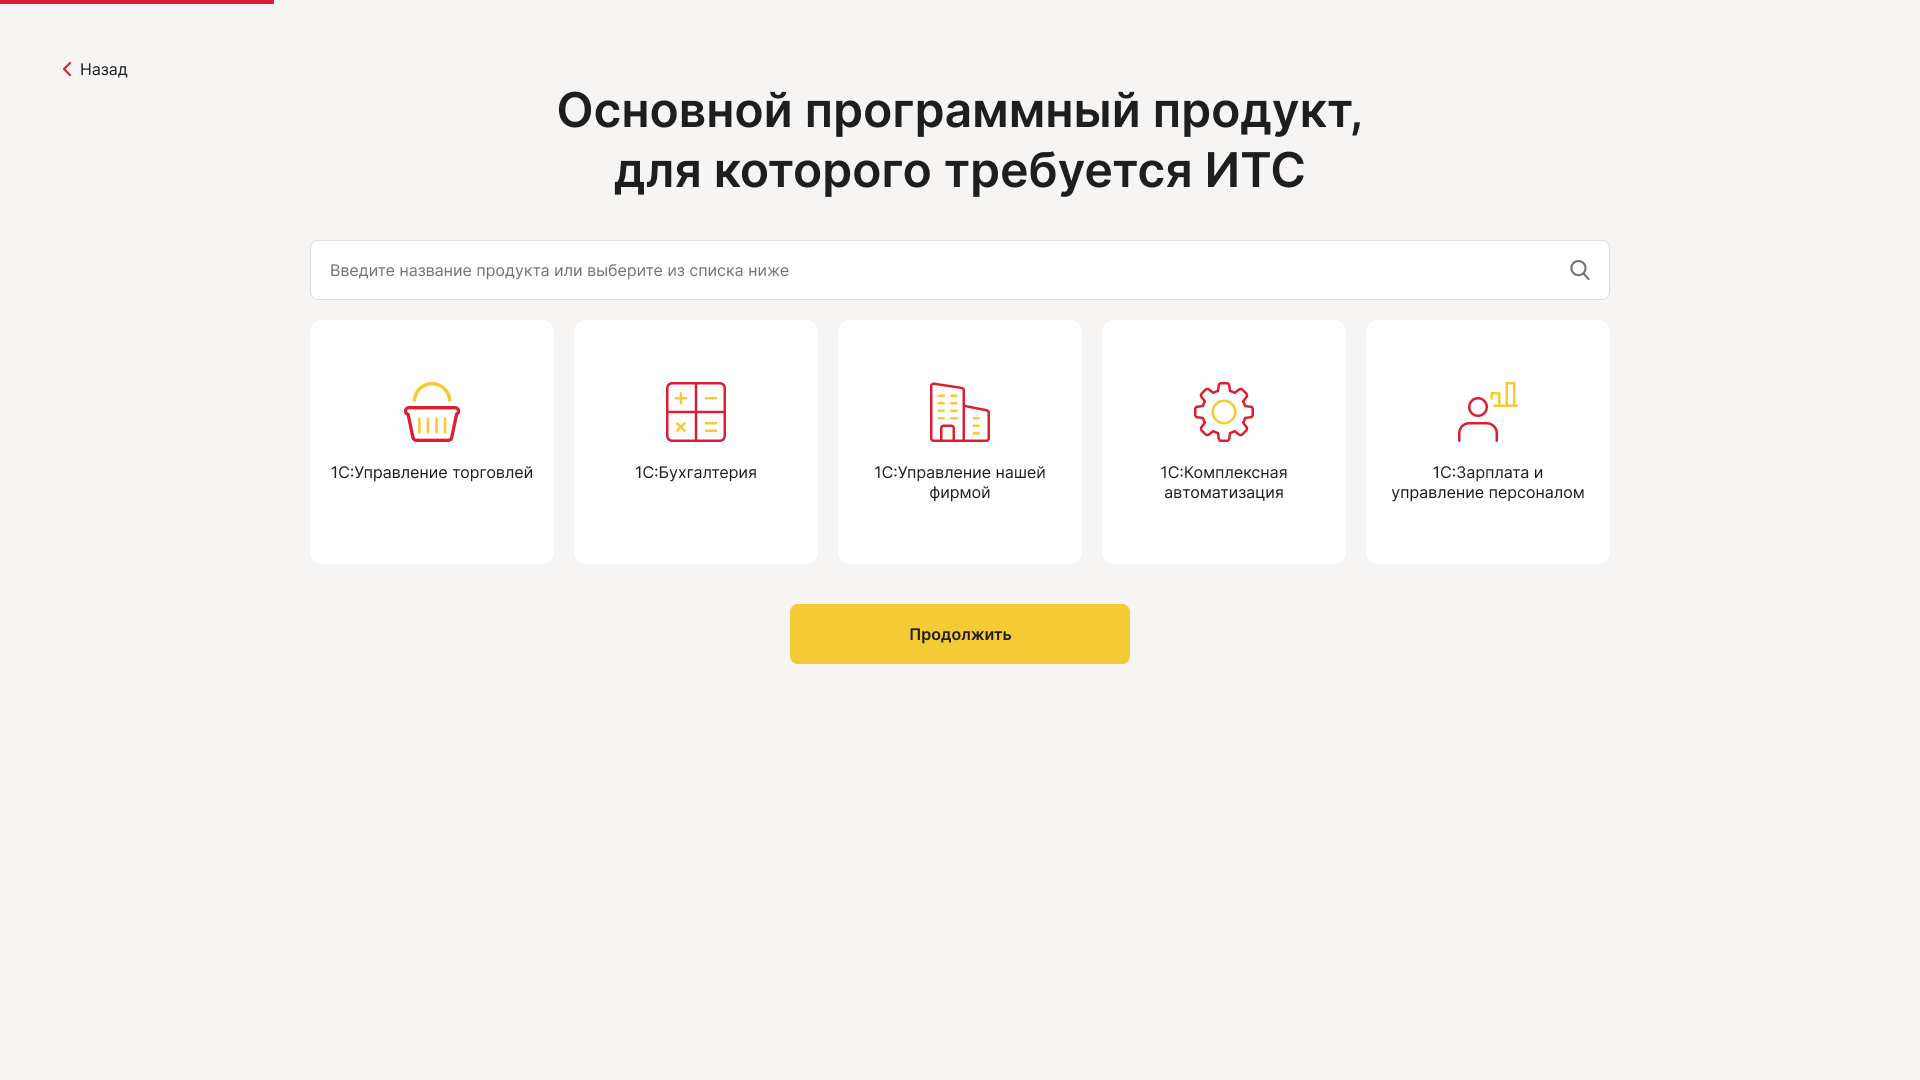 Назад
Основной программный продукт,
для которого требуется ИТС
Введите название продукта или выберите из списка ниже
1С:Управление торговлей
1С:Бухгалтерия
1С:Управление нашей
фирмой
1С:Комплексная
автоматизация
1С:Зарплата и
управление персоналом
Продолжить